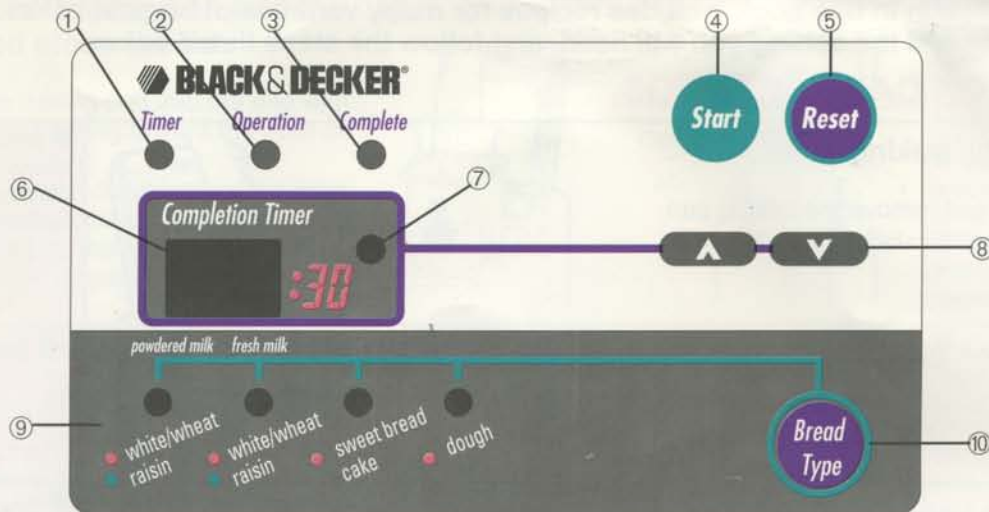 ① ② ③ ④ ⑤
BLACK & DECKER®
Timer Operation Complete
Start Reset
⑥ ⑦
Completion Timer
:30
⑧
powdered milk fresh milk
⑨
white/wheat
raisin
white/wheat
raisin
sweet bread
cake
dough
Bread
Type
⑩